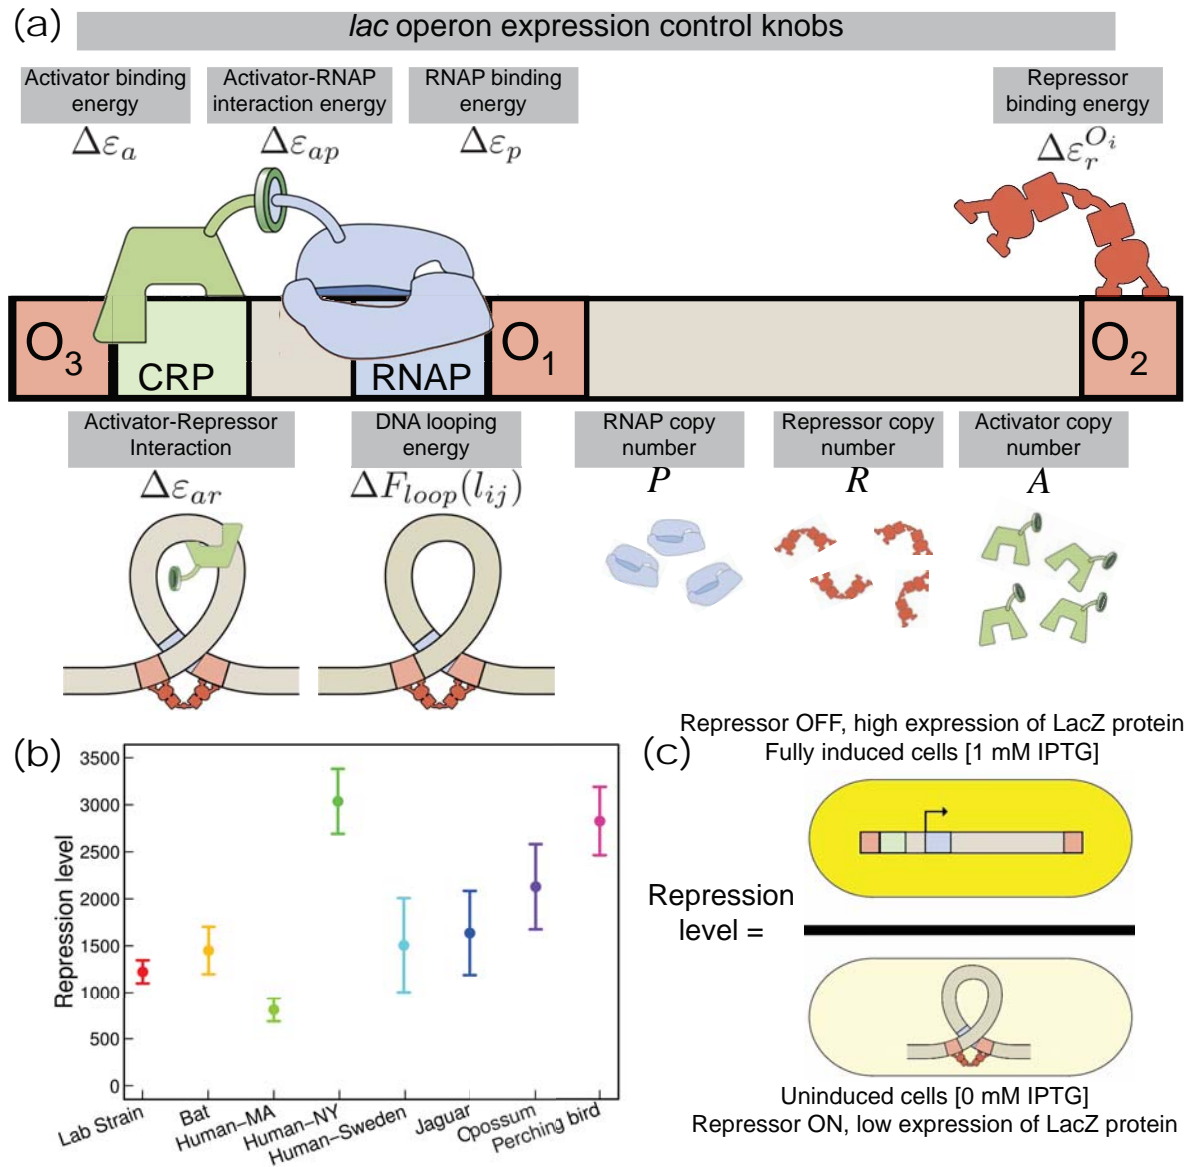 (a)
lac operon expression control knobs
Activator binding
energy
Δε_a
Activator-RNAP
interaction energy
Δε_ap
RNAP binding
energy
Δε_p
Repressor
binding energy
Δε_r^{O_i}
O₃
CRP
RNAP
O₁
O₂
Activator-Repressor
Interaction
Δε_ar
DNA looping
energy
ΔF_loop(l_ij)
RNAP copy
number
P
Repressor copy
number
R
Activator copy
number
A
(b)
Repression level
3500
3000
2500
2000
1500
1000
500
0
Lab Strain
Bat
Human–MA
Human–NY
Human–Sweden
Jaguar
Opossum
Perching bird
(c)
Repressor OFF, high expression of LacZ protein
Fully induced cells [1 mM IPTG]
Repression
level =
Uninduced cells [0 mM IPTG]
Repressor ON, low expression of LacZ protein